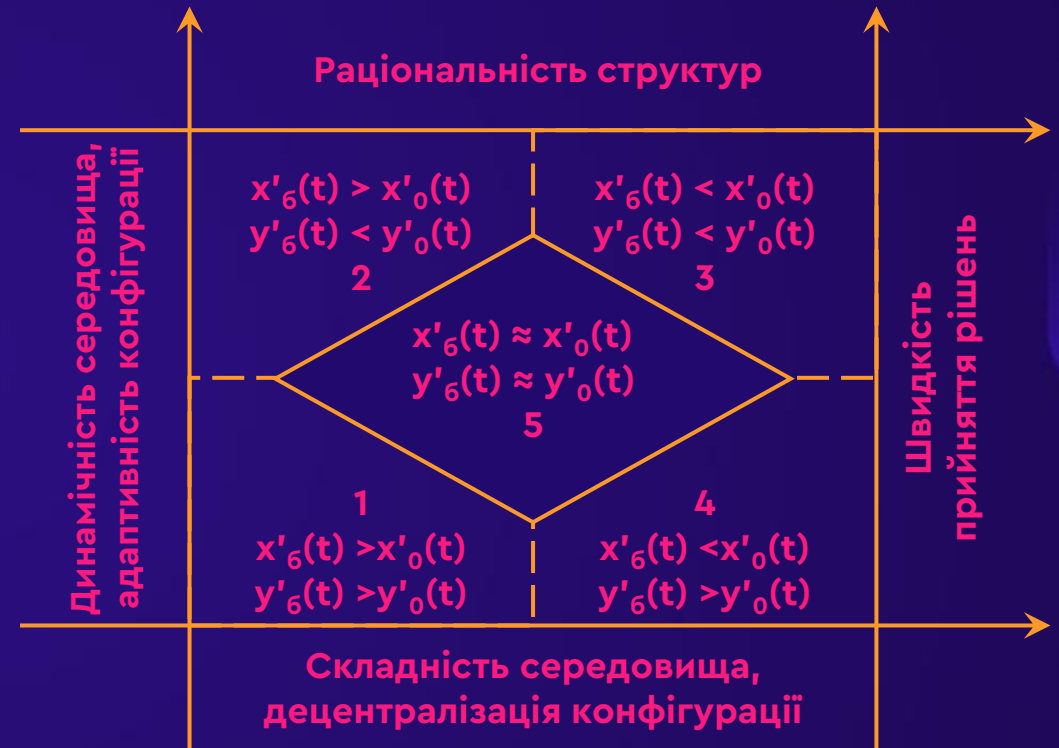 Раціональність структур
Динамічність середовища,
адаптивність конфігурації
x′б(t) > x′0(t)
y′б(t) < y′0(t)
2
x′б(t) < x′0(t)
y′б(t) < y′0(t)
3
x′б(t) ≈ x′0(t)
y′б(t) ≈ y′0(t)
5
Швидкість
прийняття рішень
1
x′б(t) >x′0(t)
y′б(t) >y′0(t)
4
x′б(t) <x′0(t)
y′б(t) >y′0(t)
Складність середовища,
децентралізація конфігурації